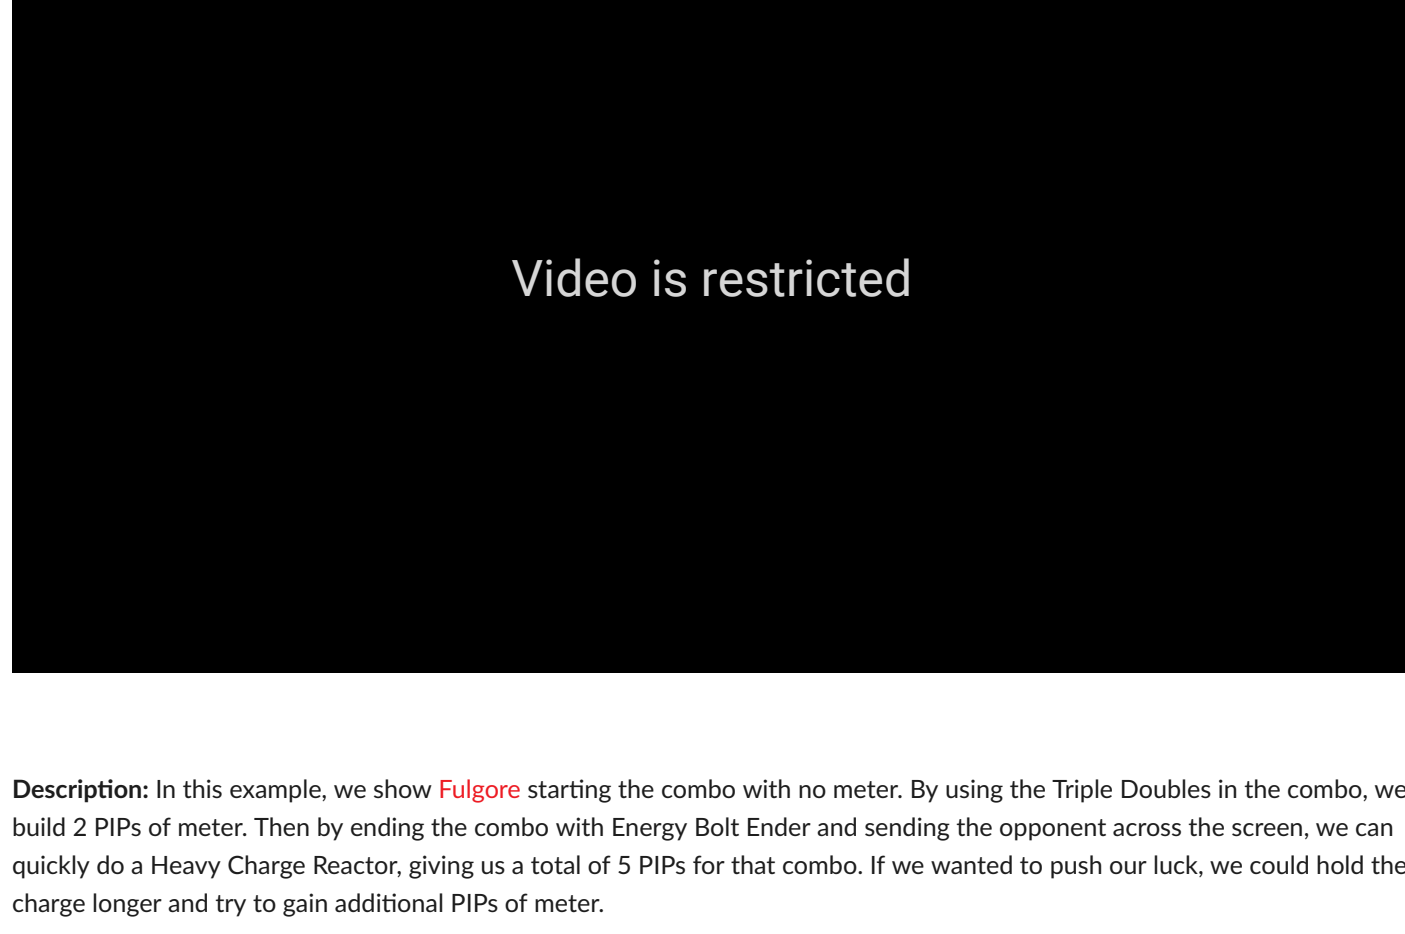 Video is restricted
Description: In this example, we show Fulgore starting the combo with no meter. By using the Triple Doubles in the combo, we
build 2 PIPs of meter. Then by ending the combo with Energy Bolt Ender and sending the opponent across the screen, we can
quickly do a Heavy Charge Reactor, giving us a total of 5 PIPs for that combo. If we wanted to push our luck, we could hold the
charge longer and try to gain additional PIPs of meter.